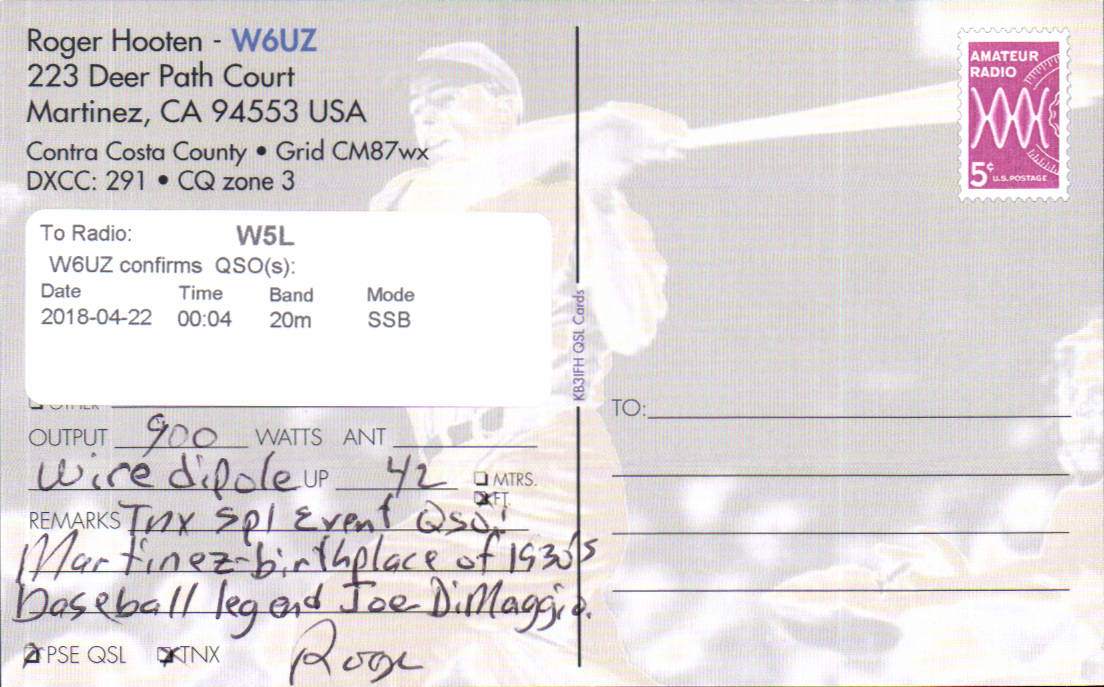 Roger Hooten - W6UZ
223 Deer Path Court
Martinez, CA 94553 USA
Contra Costa County • Grid CM87wx
DXCC: 291 • CQ zone 3
To Radio: W5L
W6UZ confirms QSO(s):
Date Time Band Mode
2018-04-22 00:04 20m SSB
OTHER
OUTPUT 900 WATTS ANT
wire dipole UP 42 MTRS.
FT.
REMARKS Tnx Spl Event Qso!
Martinez-birthplace of 1930's
baseball legend Joe DiMaggio.
PSE QSL TNX Roger
KB3IFH QSL Cards
AMATEUR
RADIO
5¢ U.S. POSTAGE
TO: